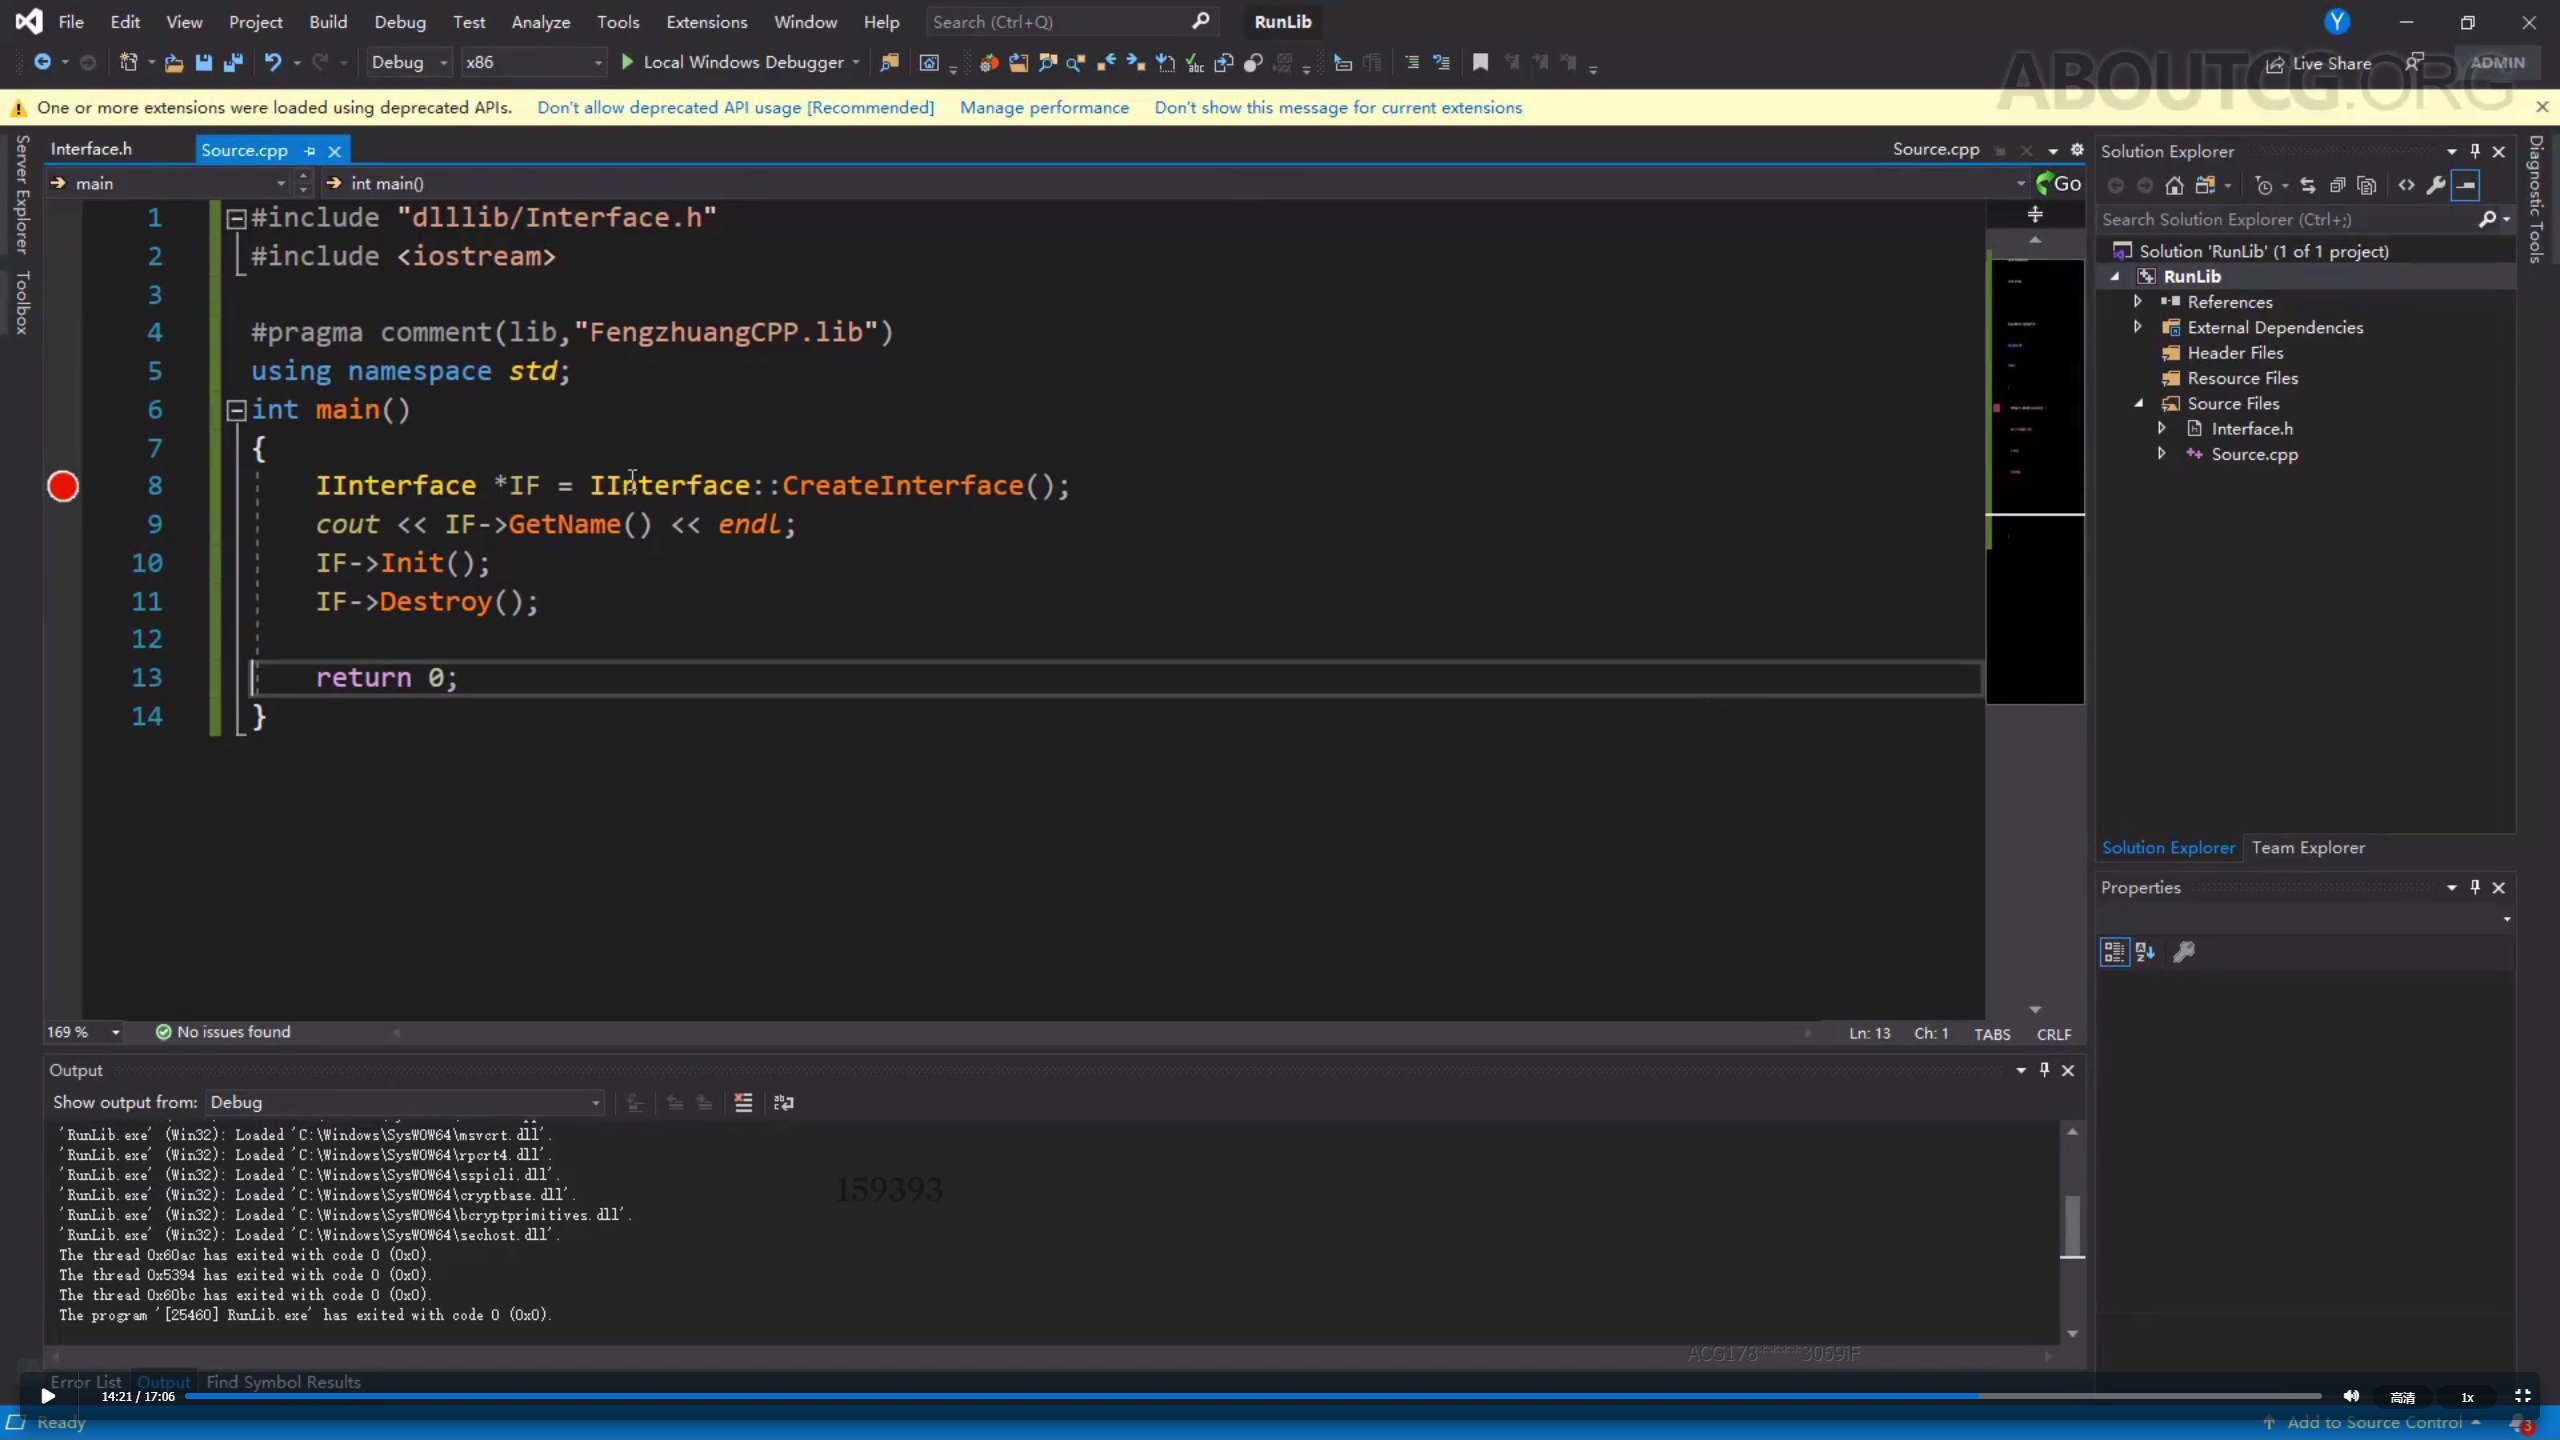 File Edit View Project Build Debug Test Analyze Tools Extensions Window Help Search (Ctrl+Q) RunLib Y
Debug x86 Local Windows Debugger Live Share ADMIN
ABOUTCG.ORG
One or more extensions were loaded using deprecated APIs. Don't allow deprecated API usage [Recommended] Manage performance Don't show this message for current extensions
Server Explorer
Toolbox
Interface.h Source.cpp Source.cpp
main int main() Go
1 #include "dlllib/Interface.h"
2 #include <iostream>
3
4 #pragma comment(lib,"FengzhuangCPP.lib")
5 using namespace std;
6 int main()
7 {
8 IInterface *IF = IInterface::CreateInterface();
9 cout << IF->GetName() << endl;
10 IF->Init();
11 IF->Destroy();
12
13 return 0;
14 }
169 % No issues found Ln: 13 Ch: 1 TABS CRLF
Output
Show output from: Debug
'RunLib.exe' (Win32): Loaded 'C:\Windows\SysWOW64\msvcrt.dll'.
'RunLib.exe' (Win32): Loaded 'C:\Windows\SysWOW64\rpcrt4.dll'.
'RunLib.exe' (Win32): Loaded 'C:\Windows\SysWOW64\sspicli.dll'.
'RunLib.exe' (Win32): Loaded 'C:\Windows\SysWOW64\cryptbase.dll'.
'RunLib.exe' (Win32): Loaded 'C:\Windows\SysWOW64\bcryptprimitives.dll'.
'RunLib.exe' (Win32): Loaded 'C:\Windows\SysWOW64\sechost.dll'.
The thread 0x60ac has exited with code 0 (0x0).
The thread 0x5394 has exited with code 0 (0x0).
The thread 0x60bc has exited with code 0 (0x0).
The program '[25460] RunLib.exe' has exited with code 0 (0x0).
159393
ACG178*****3069iF
Error List Output Find Symbol Results
Solution Explorer
Search Solution Explorer (Ctrl+;)
Solution 'RunLib' (1 of 1 project)
RunLib
References
External Dependencies
Header Files
Resource Files
Source Files
Interface.h
Source.cpp
Solution Explorer Team Explorer
Properties
Diagnostic Tools
14:21 / 17:06 高清 1x
Ready Add to Source Control 3